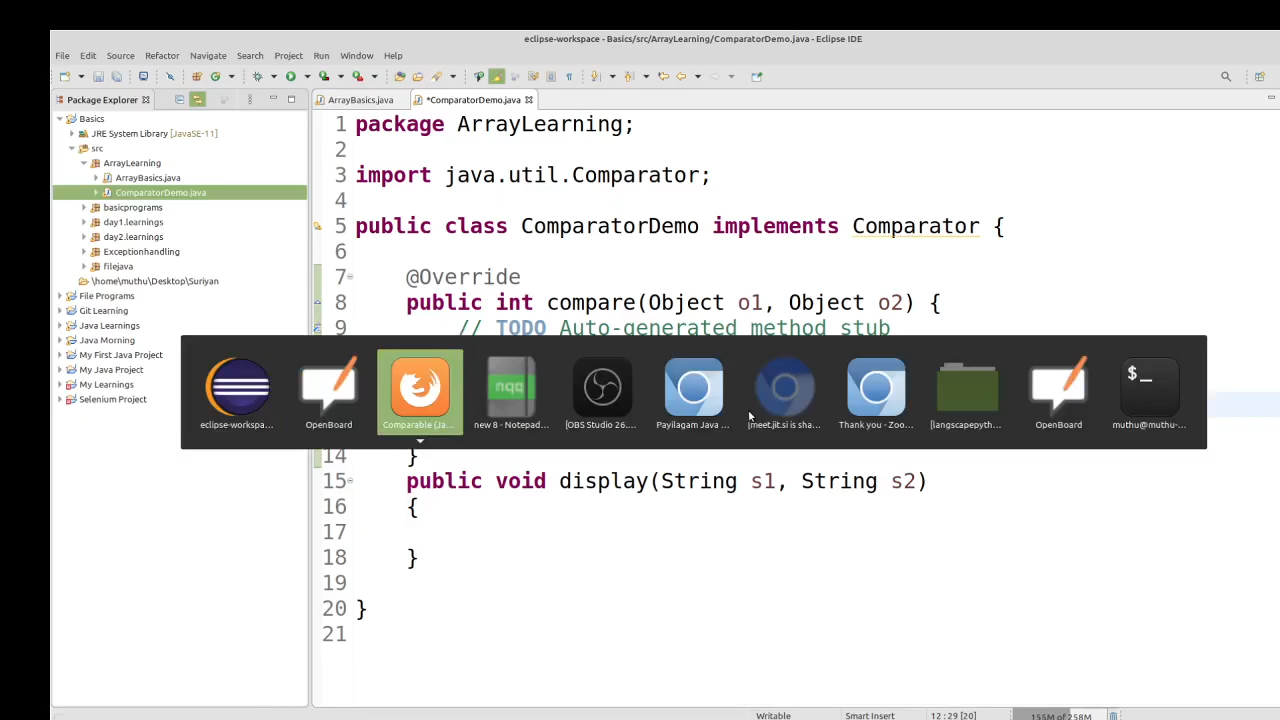 eclipse-workspace - Basics/src/ArrayLearning/ComparatorDemo.java - Eclipse IDE
File Edit Source Refactor Navigate Search Project Run Window Help
Package Explorer
ArrayBasics.java
*ComparatorDemo.java
Basics
JRE System Library [JavaSE-11]
src
ArrayLearning
ArrayBasics.java
ComparatorDemo.java
basicprograms
day1.learnings
day2.learnings
Exceptionhandling
filejava
\home\muthu\Desktop\Suriyan
File Programs
Git Learning
Java Learnings
Java Morning
My First Java Project
My Java Project
My Learnings
Selenium Project
1 package ArrayLearning;
2
3 import java.util.Comparator;
4
5 public class ComparatorDemo implements Comparator {
6
7 @Override
8 public int compare(Object o1, Object o2) {
9 // TODO Auto-generated method stub
nqq
$_
eclipse-workspa...
OpenBoard
Comparable (Ja...
new 8 - Notepad...
[OBS Studio 26....
Payilagam Java ...
[meet.jit.si is sha...
Thank you - Zoo...
[langscapepyth...
OpenBoard
muthu@muthu-...
14 }
15 public void display(String s1, String s2)
16 {
17
18 }
19
20 }
21
Writable Smart Insert 12 : 29 [20] 155M of 258M